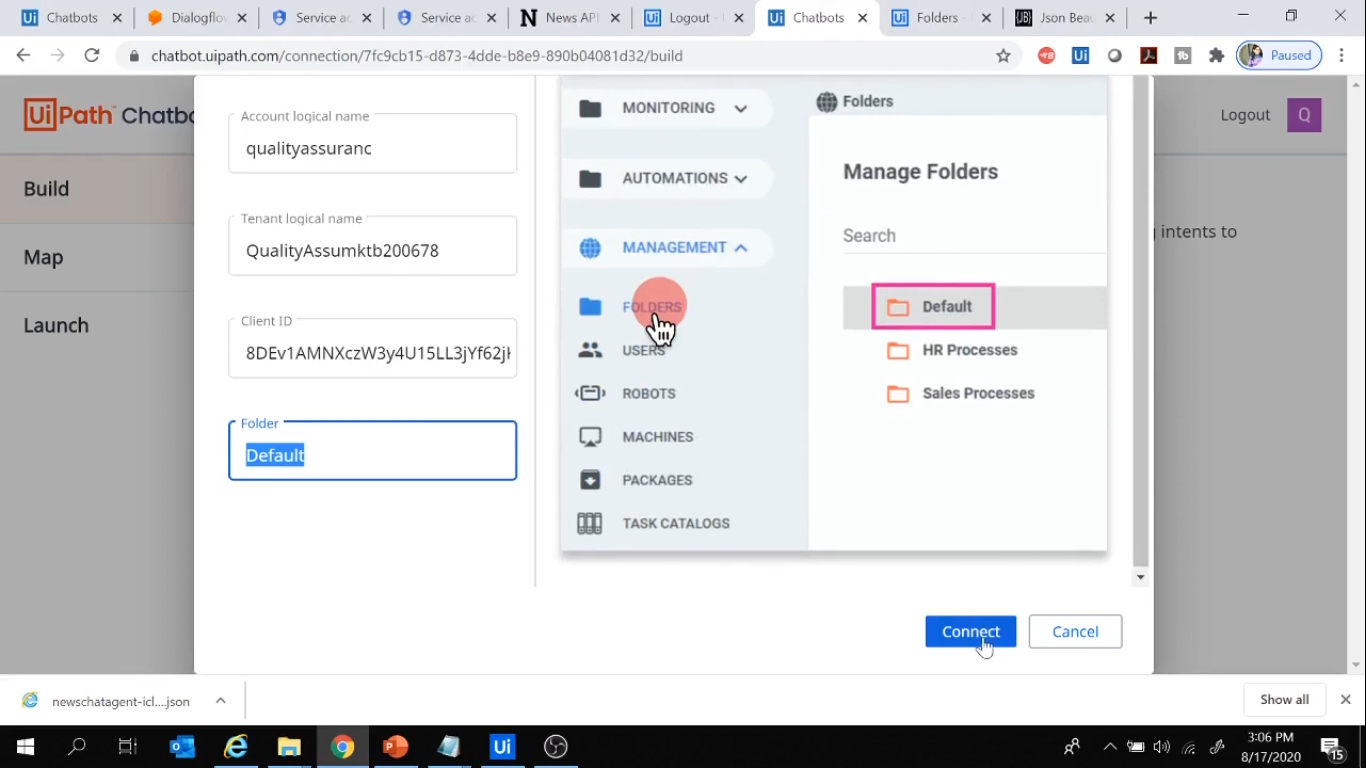 Chatbots
Dialogflow
Service ac
Service ac
News API
Logout -
Chatbots
Folders -
Json Beau
chatbot.uipath.com/connection/7fc9cb15-d873-4dde-b8e9-890b04081d32/build
Paused
UiPath™ Chatbo
Logout
Q
Build
Map
Launch
Account logical name
qualityassuranc
Tenant logical name
QualityAssumktb200678
Client ID
8DEv1AMNXczW3y4U15LL3jYf62jH
Folder
Default
MONITORING
AUTOMATIONS
MANAGEMENT
FOLDERS
USERS
ROBOTS
MACHINES
PACKAGES
TASK CATALOGS
Folders
Manage Folders
Search
Default
HR Processes
Sales Processes
intents to
Connect
Cancel
newschatagent-icl....json
Show all
Ui
3:06 PM
8/17/2020
15